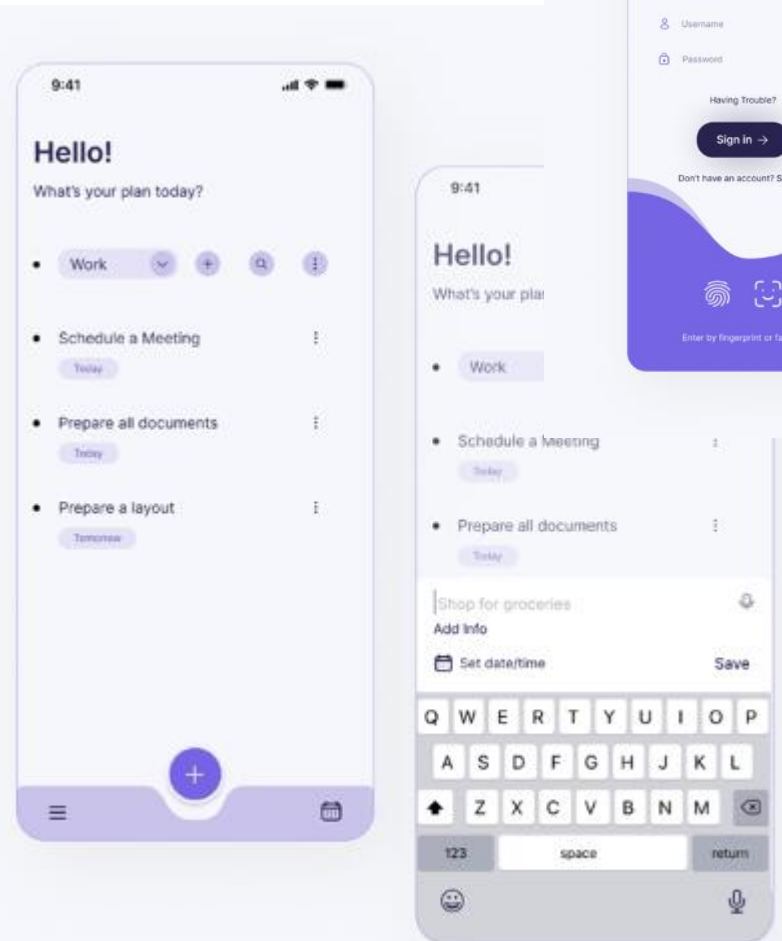 9:41
Hello!
What's your plan today?
Work
Schedule a Meeting
Today
Prepare all documents
Today
Prepare a layout
Tomorrow
9:41
Hello!
What's your plan
Work
Schedule a Meeting
Today
Prepare all documents
Today
Shop for groceries
Add Info
Set date/time
Save
Q W E R T Y U I O P
A S D F G H J K L
Z X C V B N M
123 space return
Username
Password
Having Trouble?
Sign in →
Don't have an account? S
Enter by fingerprint or fa